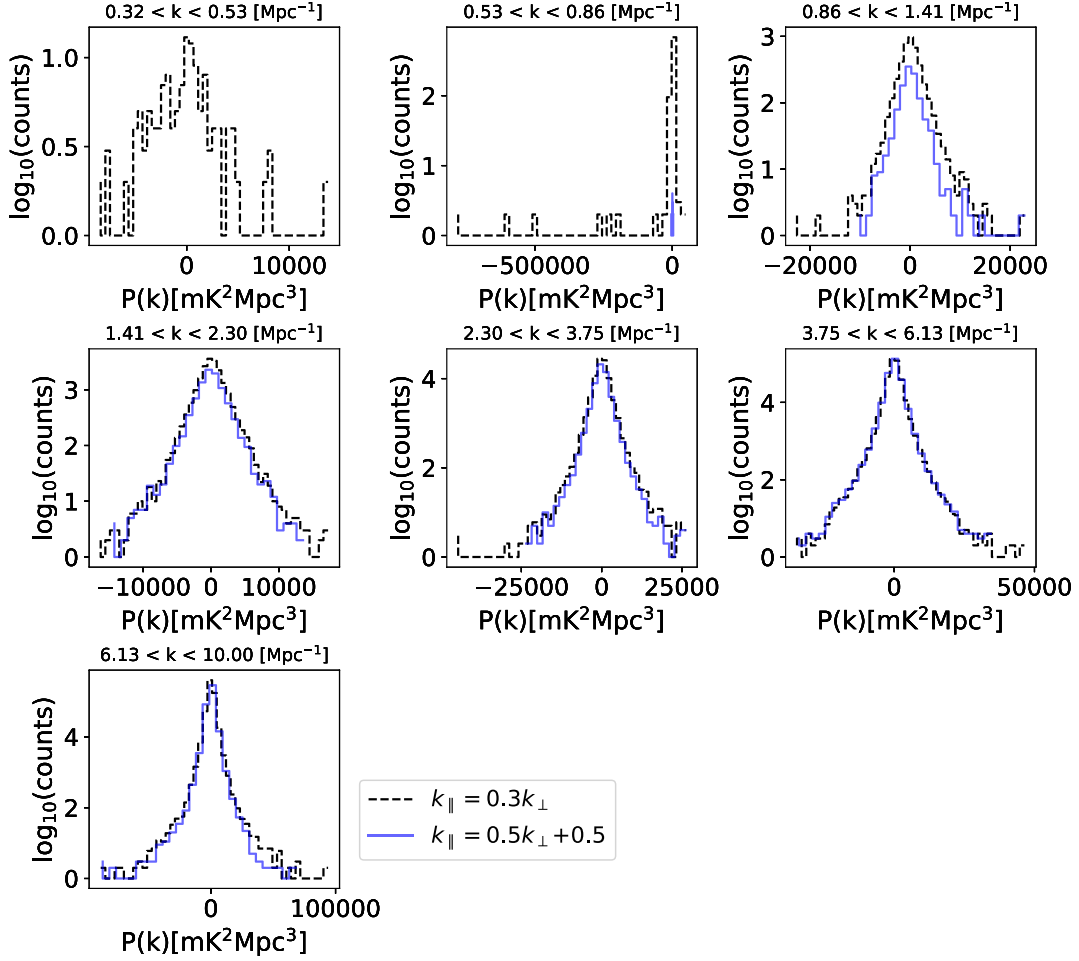 0.32 < k < 0.53 [Mpc⁻¹]
0.53 < k < 0.86 [Mpc⁻¹]
0.86 < k < 1.41 [Mpc⁻¹]
log₁₀(counts)
1.0
0.5
0.0
0
10000
P(k)[mK²Mpc³]
log₁₀(counts)
2
1
0
−500000
0
P(k)[mK²Mpc³]
log₁₀(counts)
3
2
1
0
−20000
0
20000
P(k)[mK²Mpc³]
1.41 < k < 2.30 [Mpc⁻¹]
2.30 < k < 3.75 [Mpc⁻¹]
3.75 < k < 6.13 [Mpc⁻¹]
log₁₀(counts)
3
2
1
0
−10000
0
10000
P(k)[mK²Mpc³]
log₁₀(counts)
4
2
0
−25000
0
25000
P(k)[mK²Mpc³]
log₁₀(counts)
4
2
0
0
50000
P(k)[mK²Mpc³]
6.13 < k < 10.00 [Mpc⁻¹]
log₁₀(counts)
4
2
0
0
100000
P(k)[mK²Mpc³]
k∥ = 0.3k⊥
k∥ = 0.5k⊥+0.5